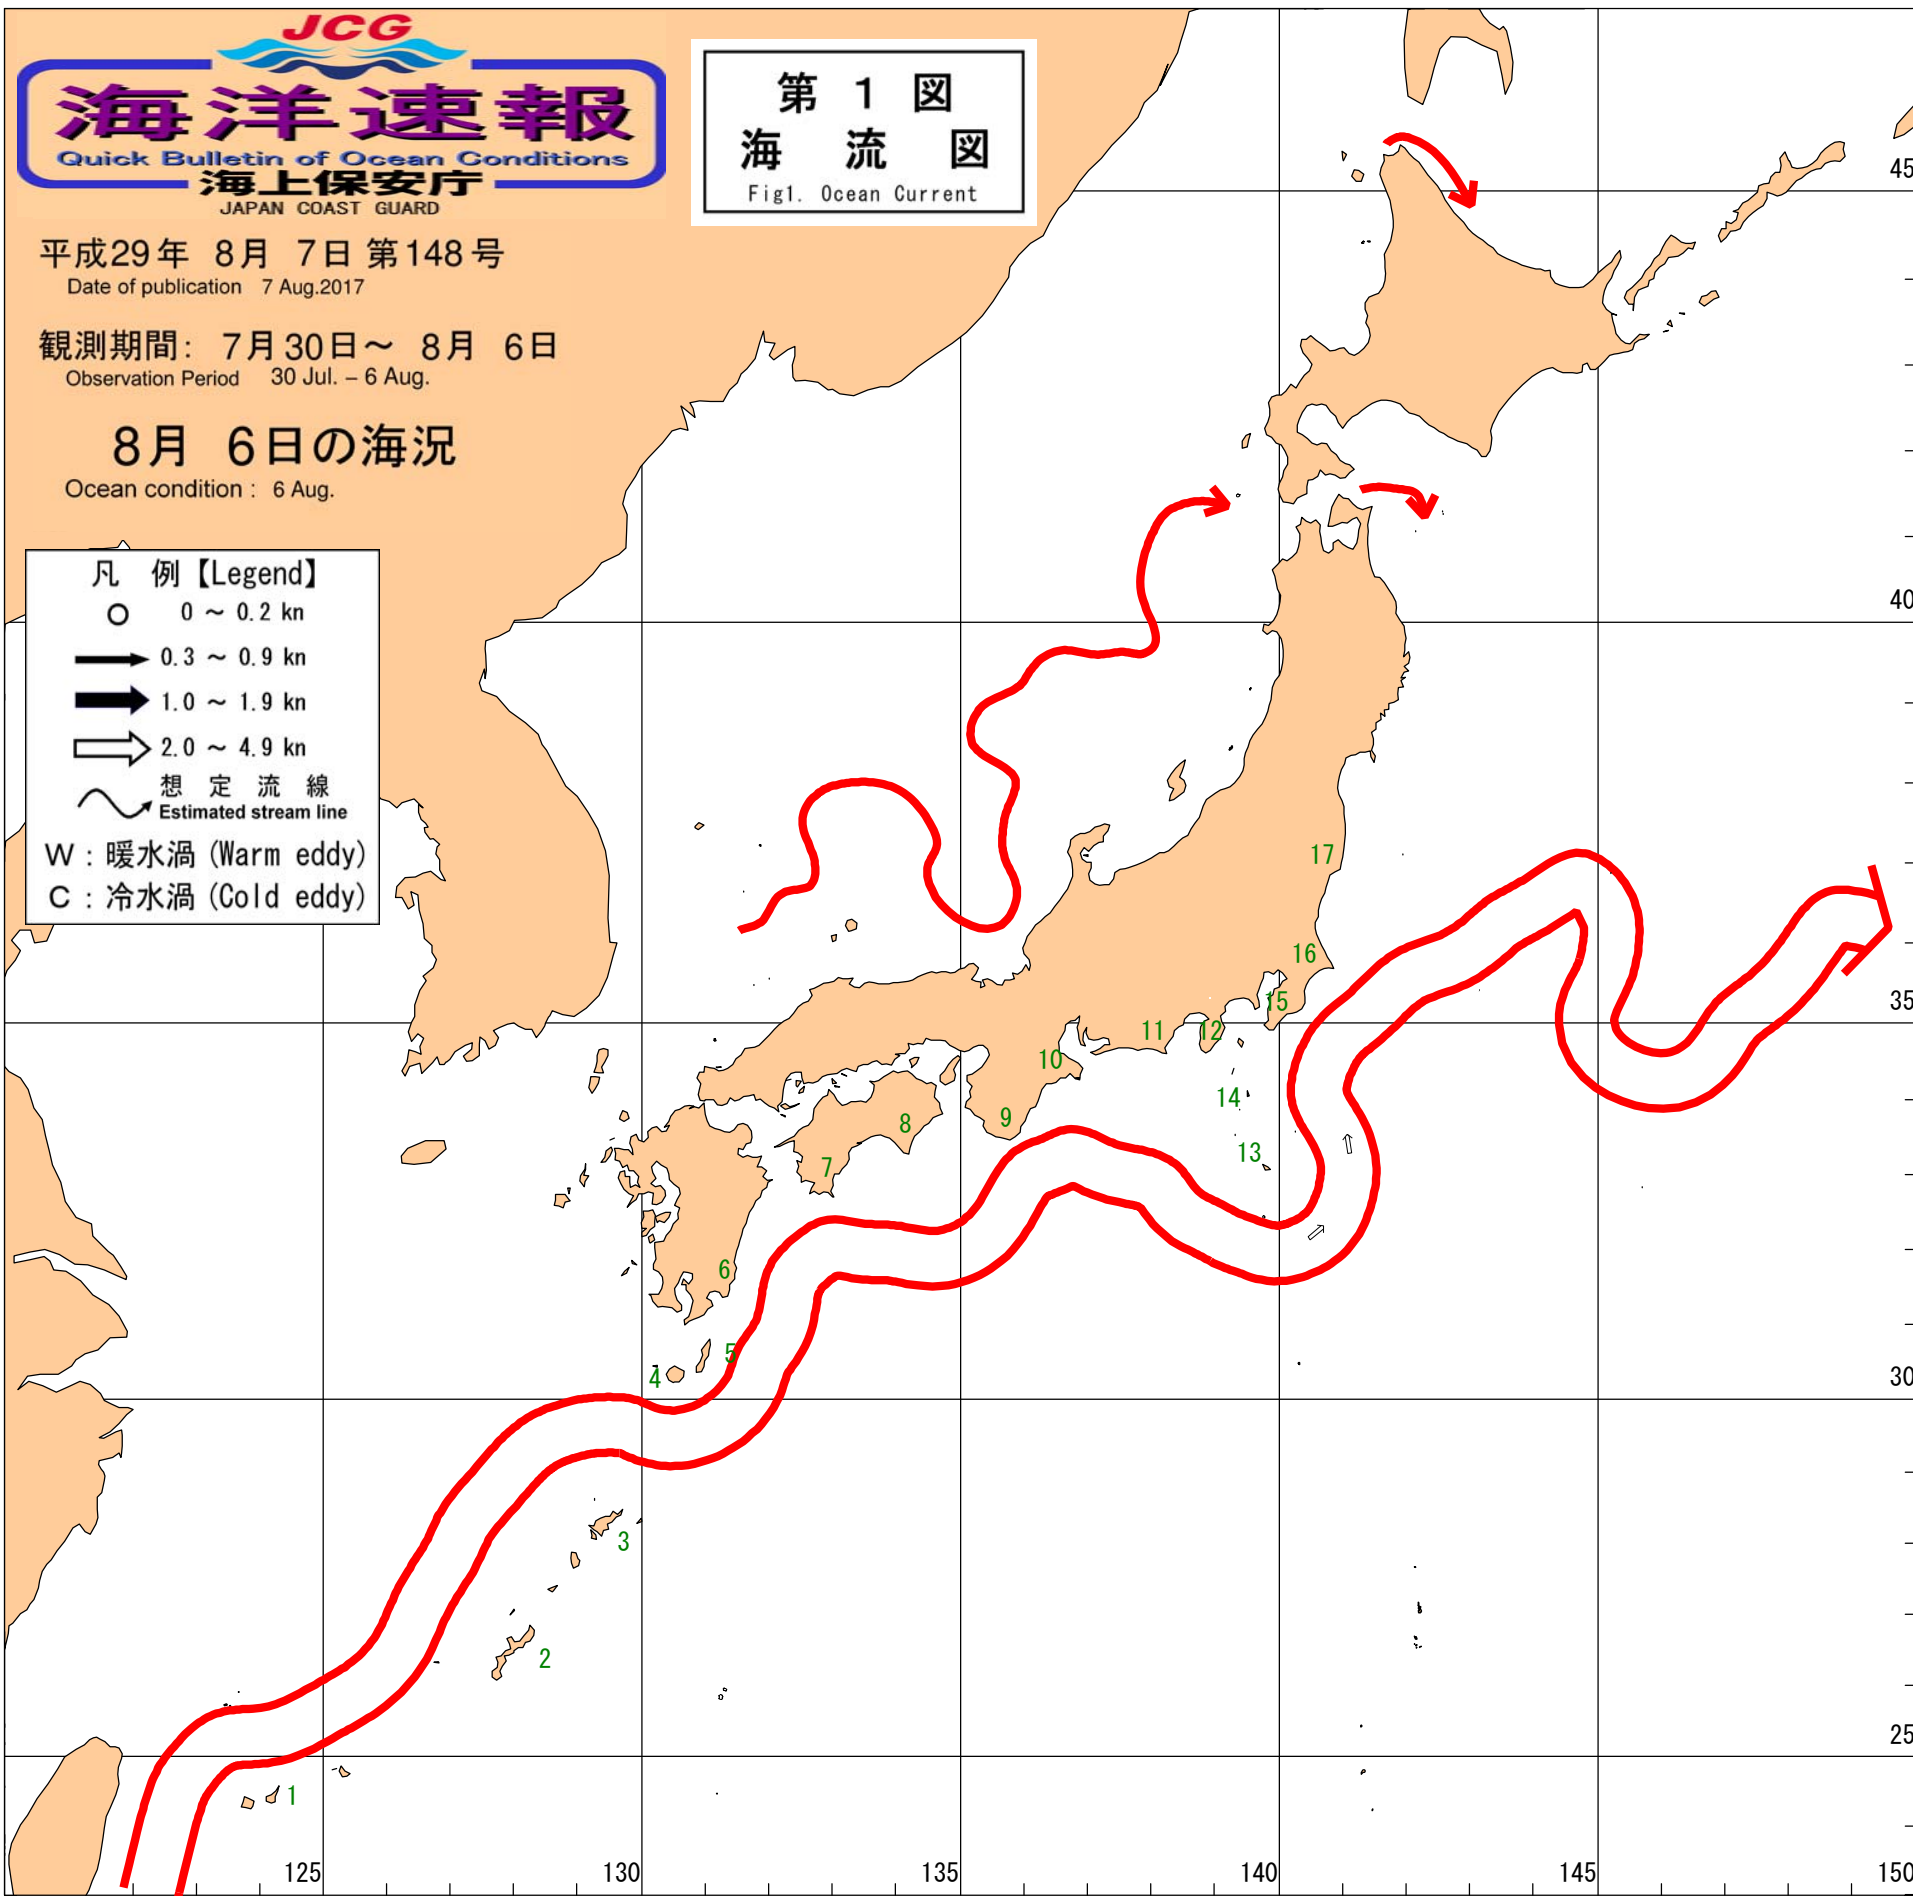 JCG
海洋速報
Quick Bulletin of Ocean Conditions
海上保安庁
JAPAN COAST GUARD
第 1 図
海 流 図
Fig1. Ocean Current
平成29年 8月 7日 第148号
Date of publication 7 Aug.2017
観測期間: 7月30日～ 8月 6日
Observation Period 30 Jul. – 6 Aug.
8月 6日の海況
Ocean condition : 6 Aug.
凡 例【Legend】
0 ～ 0.2 kn
0.3 ～ 0.9 kn
1.0 ～ 1.9 kn
2.0 ～ 4.9 kn
想 定 流 線
Estimated stream line
W : 暖水渦 (Warm eddy)
C : 冷水渦 (Cold eddy)
45
40
17
16
35
15
11
12
10
14
8
9
13
7
6
5
4
30
3
2
25
1
125
130
135
140
145
150